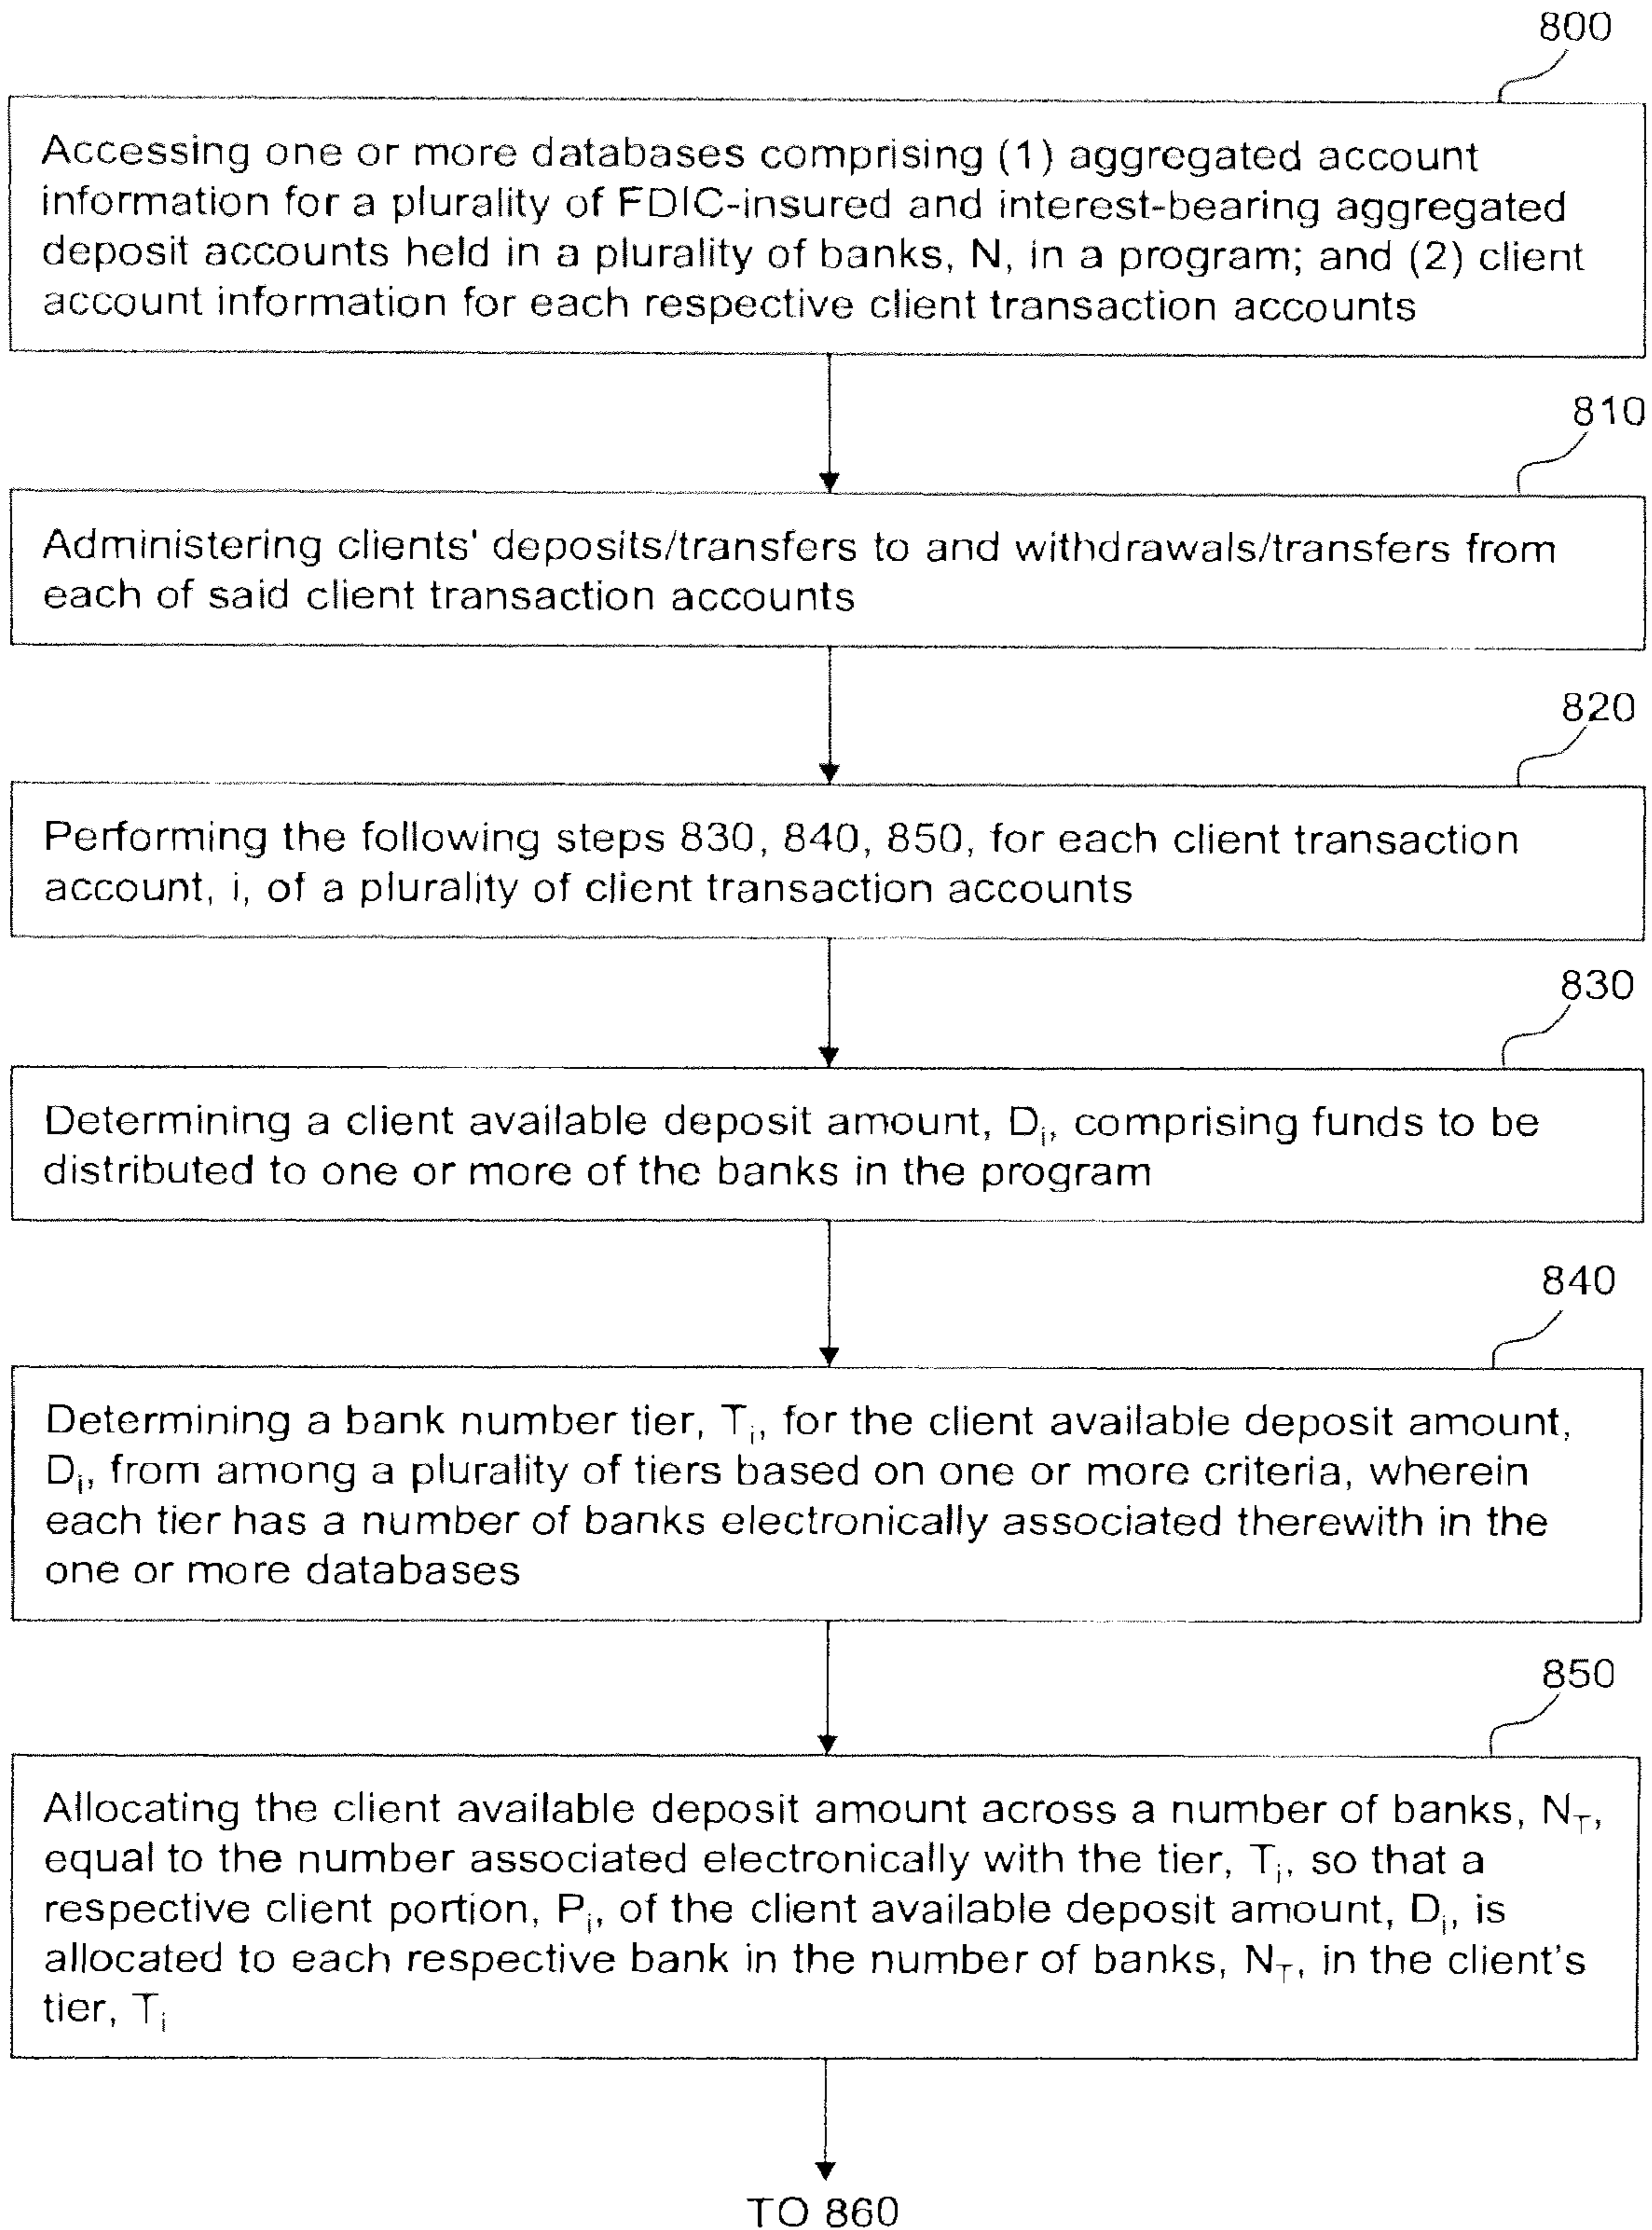 800
Accessing one or more databases comprising (1) aggregated account
information for a plurality of FDIC-insured and interest-bearing aggregated
deposit accounts held in a plurality of banks, N, in a program; and (2) client
account information for each respective client transaction accounts
810
Administering clients' deposits/transfers to and withdrawals/transfers from
each of said client transaction accounts
820
Performing the following steps 830, 840, 850, for each client transaction
account, i, of a plurality of client transaction accounts
830
Determining a client available deposit amount, Di, comprising funds to be
distributed to one or more of the banks in the program
840
Determining a bank number tier, Ti, for the client available deposit amount,
Di, from among a plurality of tiers based on one or more criteria, wherein
each tier has a number of banks electronically associated therewith in the
one or more databases
850
Allocating the client available deposit amount across a number of banks, NT,
equal to the number associated electronically with the tier, Ti, so that a
respective client portion, Pi, of the client available deposit amount, Di, is
allocated to each respective bank in the number of banks, NT, in the client's
tier, Ti
TO 860